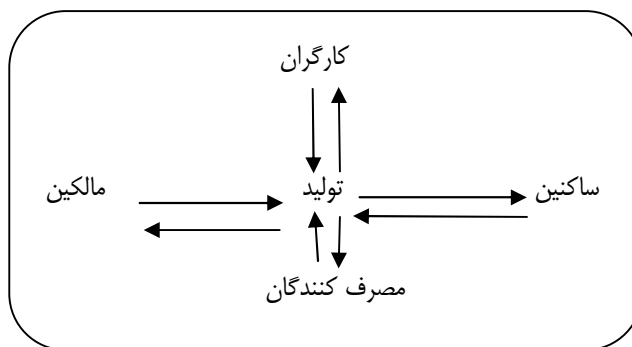 کارگران
ساکنین
تولید
مالکین
مصرف کنندگان